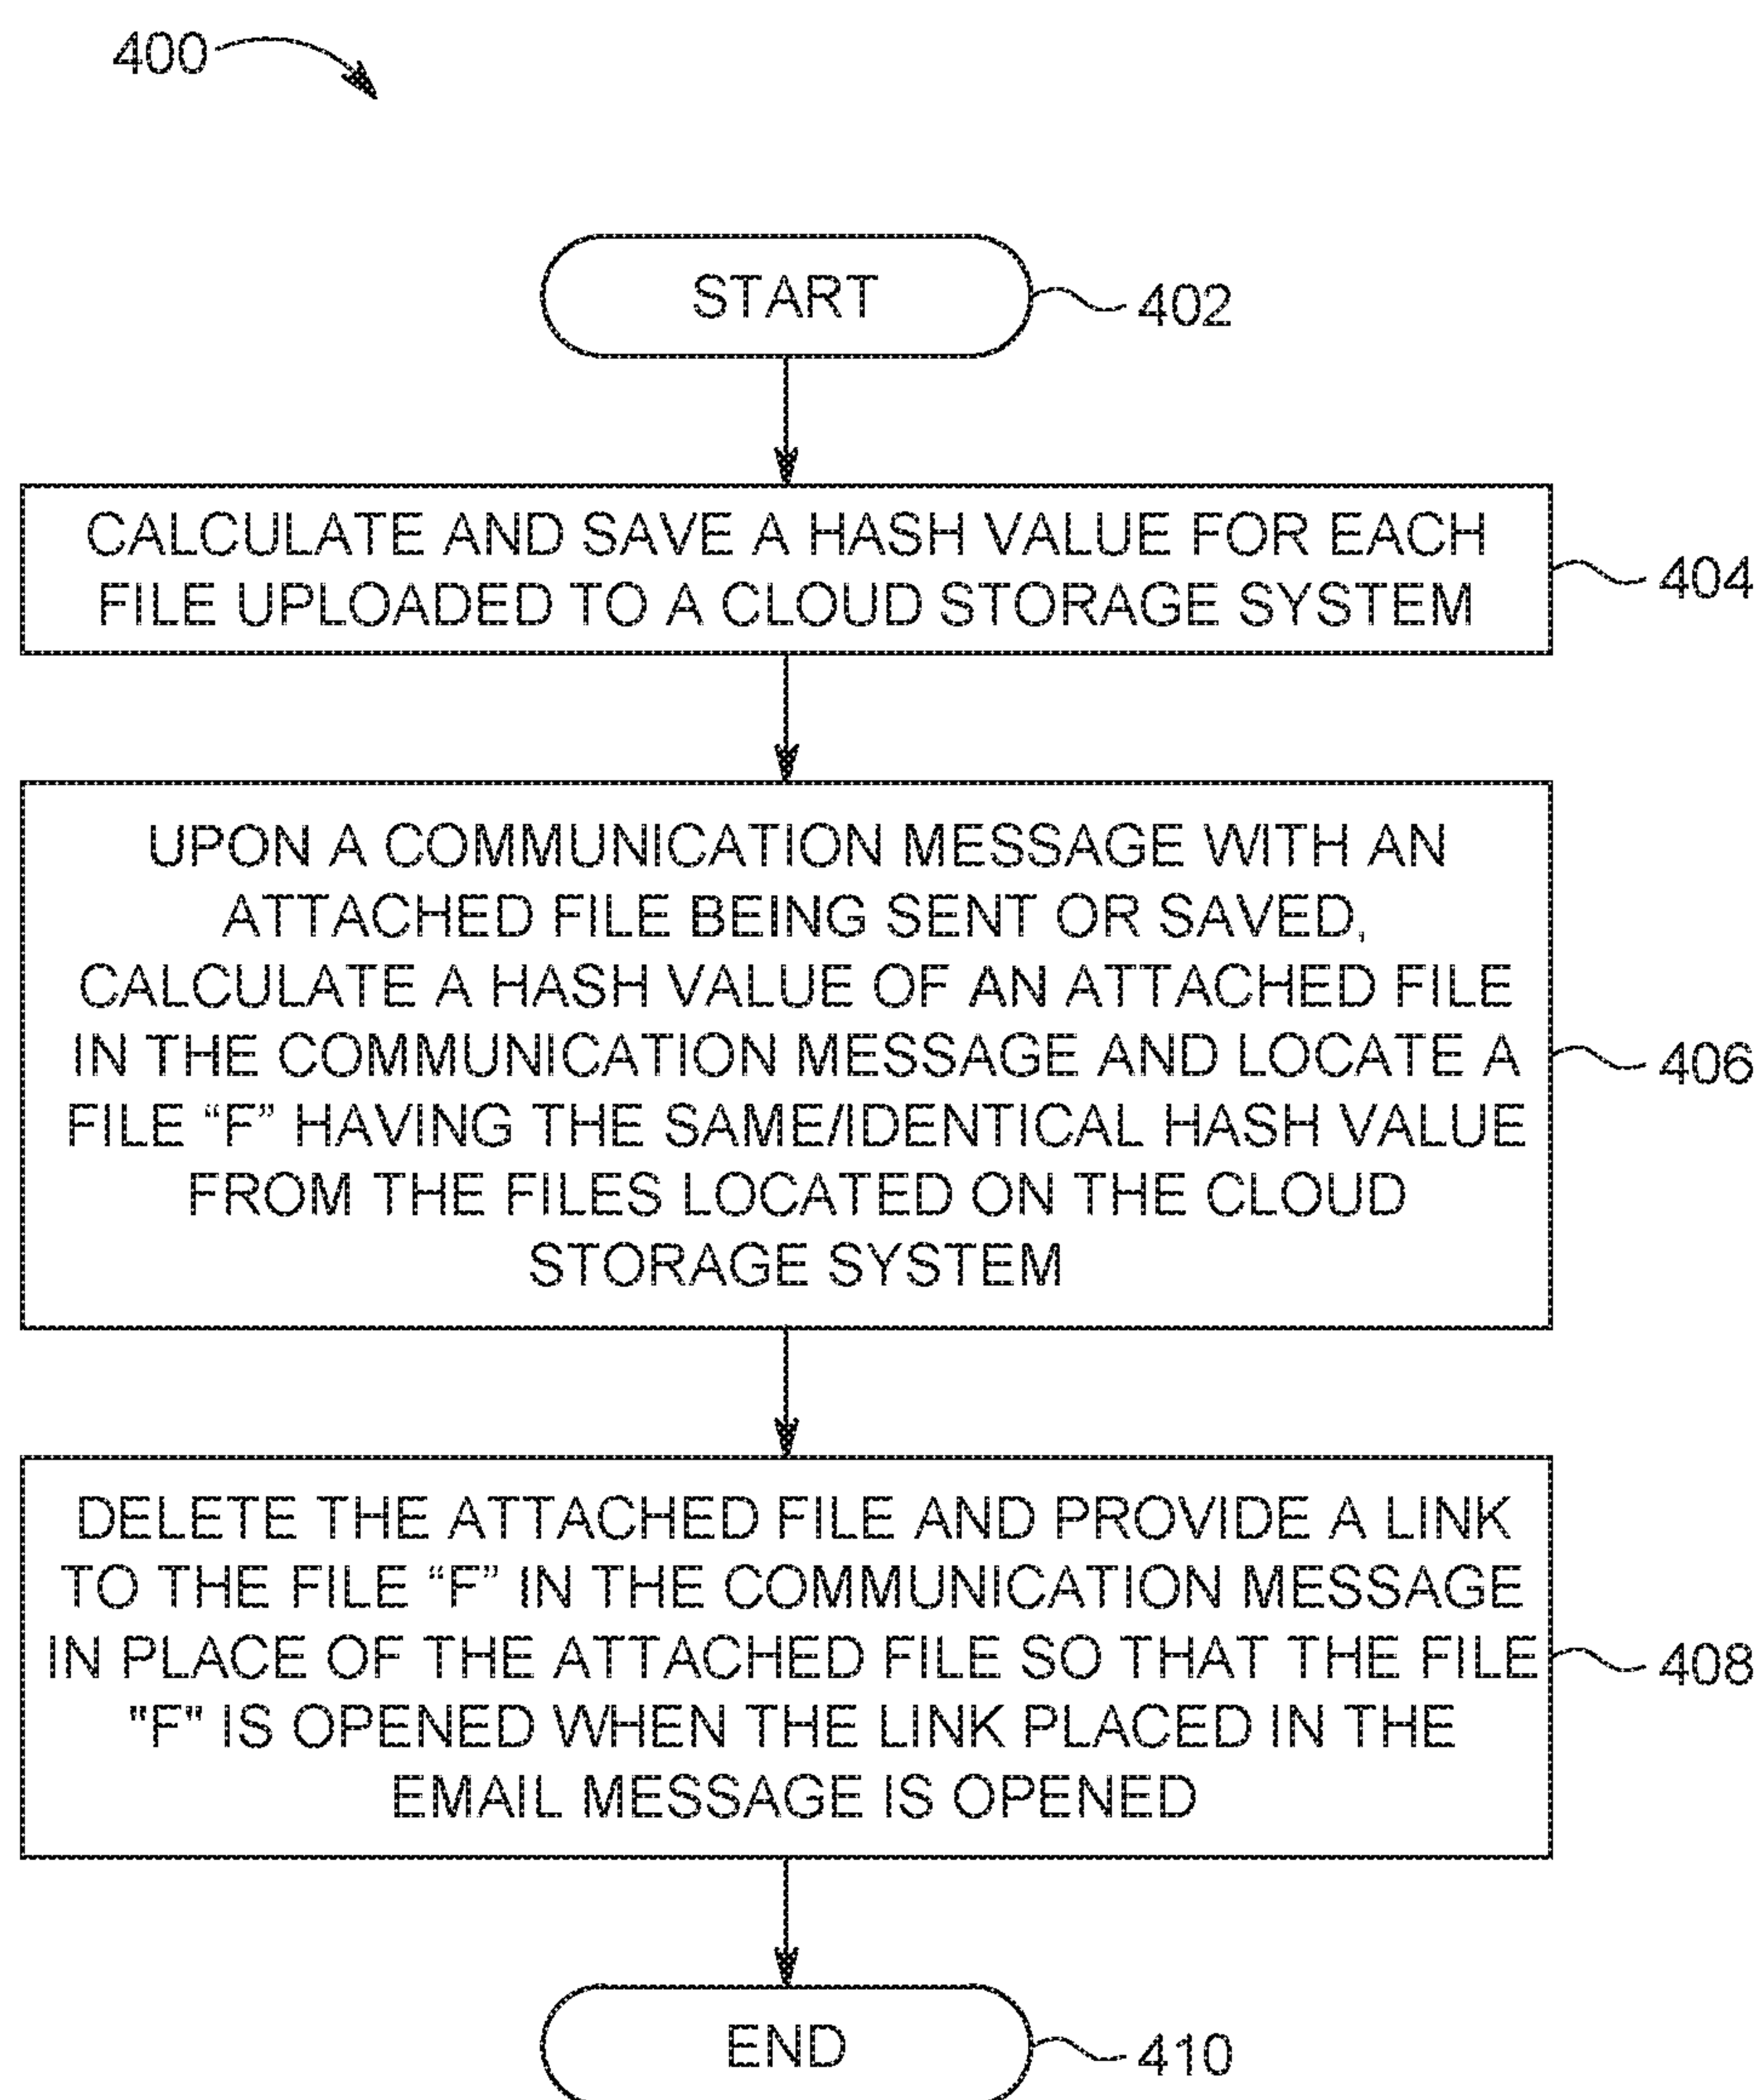 400
START
402
CALCULATE AND SAVE A HASH VALUE FOR EACH
FILE UPLOADED TO A CLOUD STORAGE SYSTEM
404
UPON A COMMUNICATION MESSAGE WITH AN
ATTACHED FILE BEING SENT OR SAVED,
CALCULATE A HASH VALUE OF AN ATTACHED FILE
IN THE COMMUNICATION MESSAGE AND LOCATE A
FILE “F” HAVING THE SAME/IDENTICAL HASH VALUE
FROM THE FILES LOCATED ON THE CLOUD
STORAGE SYSTEM
406
DELETE THE ATTACHED FILE AND PROVIDE A LINK
TO THE FILE “F” IN THE COMMUNICATION MESSAGE
IN PLACE OF THE ATTACHED FILE SO THAT THE FILE
"F" IS OPENED WHEN THE LINK PLACED IN THE
EMAIL MESSAGE IS OPENED
408
END
410